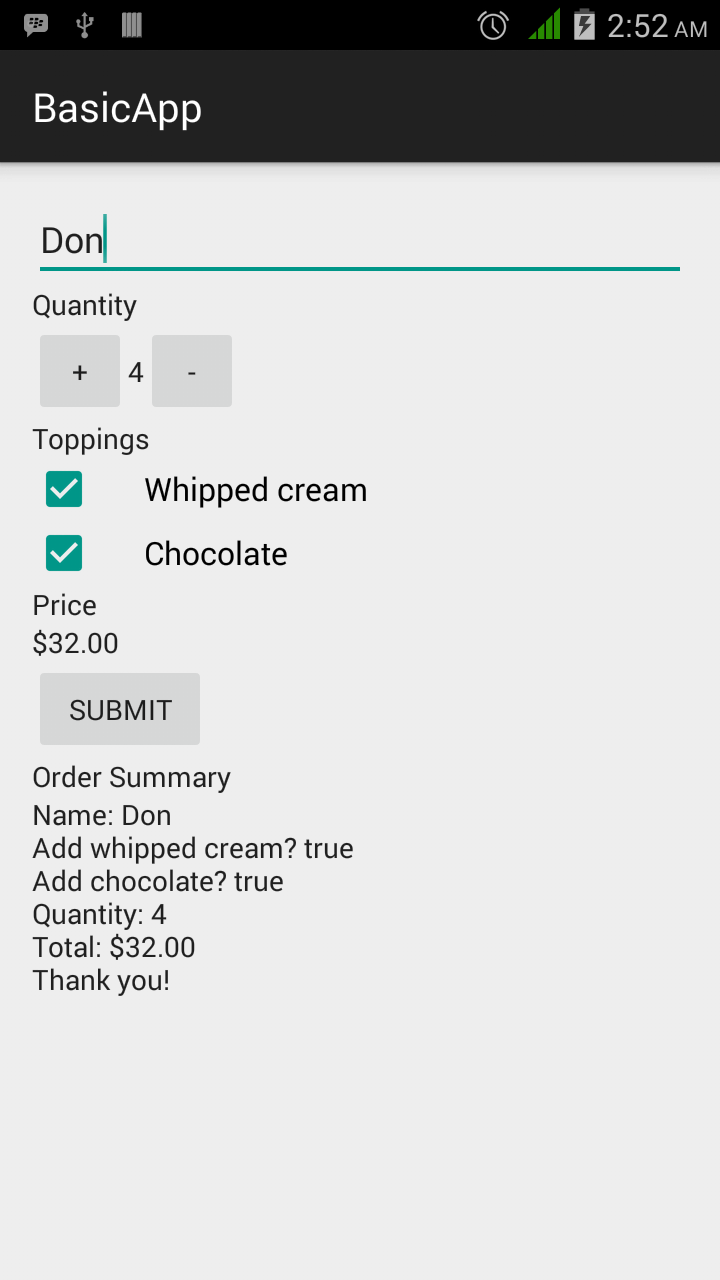 2:52 AM
BasicApp
Don
Quantity
+ 4 -
Toppings
Whipped cream
Chocolate
Price
$32.00
SUBMIT
Order Summary
Name: Don
Add whipped cream? true
Add chocolate? true
Quantity: 4
Total: $32.00
Thank you!